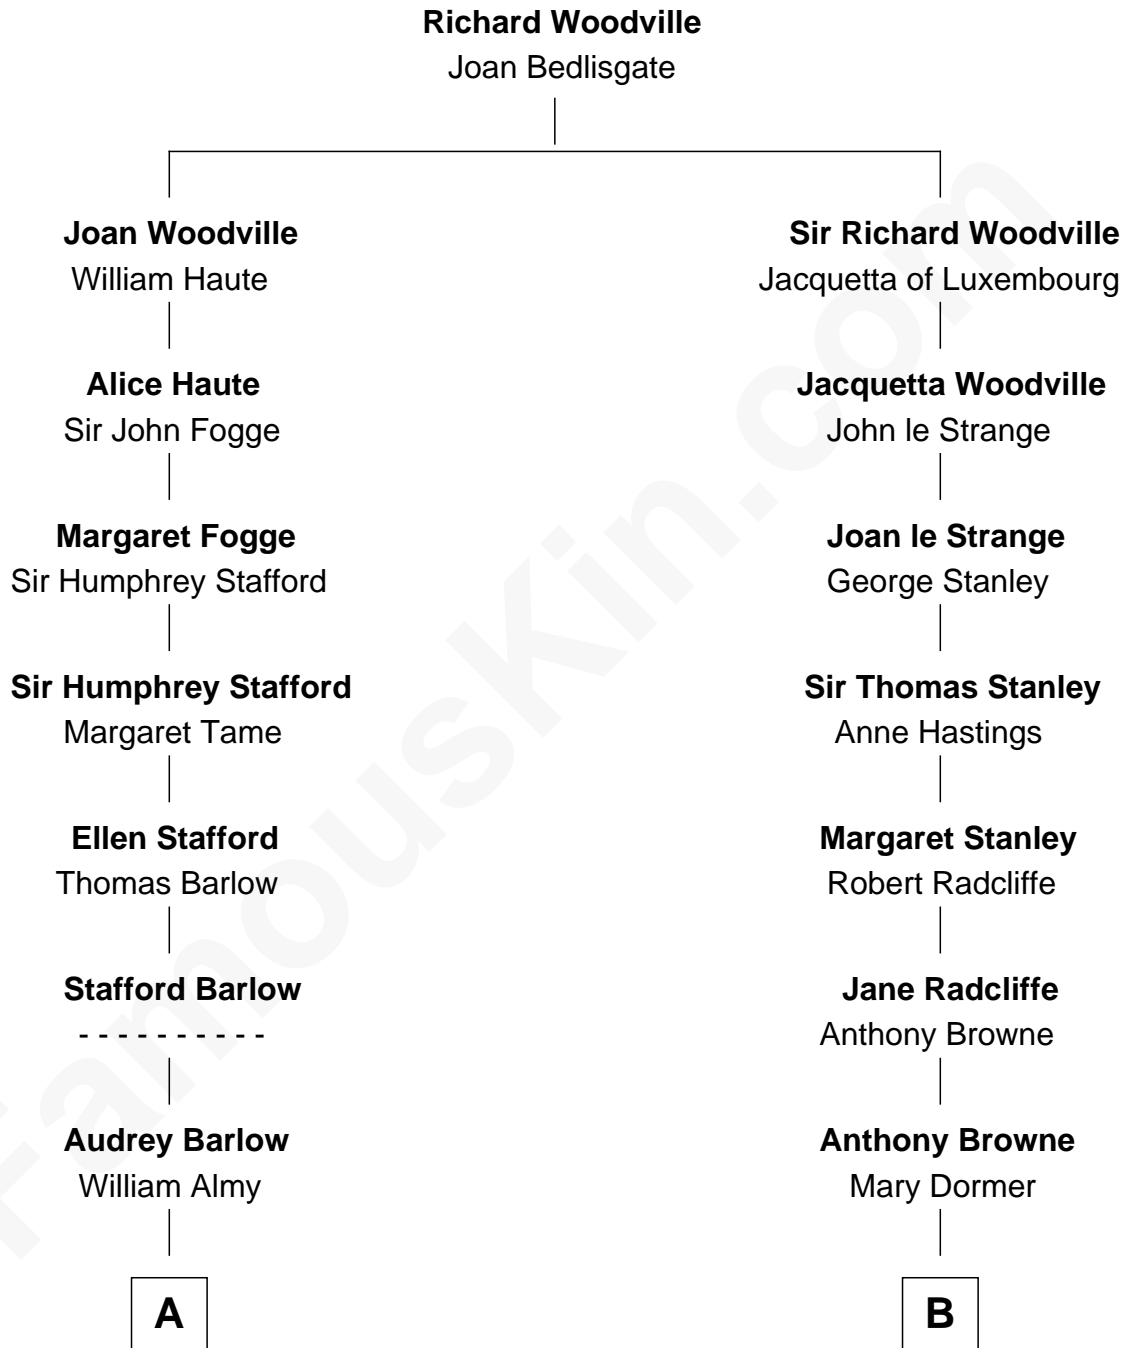 Richard Woodville
Joan Bedlisgate
Joan Woodville
William Haute
Sir Richard Woodville
Jacquetta of Luxembourg
Alice Haute
Sir John Fogge
Jacquetta Woodville
John le Strange
Margaret Fogge
Sir Humphrey Stafford
Joan le Strange
George Stanley
Sir Humphrey Stafford
Margaret Tame
Sir Thomas Stanley
Anne Hastings
Ellen Stafford
Thomas Barlow
Margaret Stanley
Robert Radcliffe
Stafford Barlow
- - - - - - - - - -
Jane Radcliffe
Anthony Browne
Audrey Barlow
William Almy
Anthony Browne
Mary Dormer
A
B
FamousKin.com